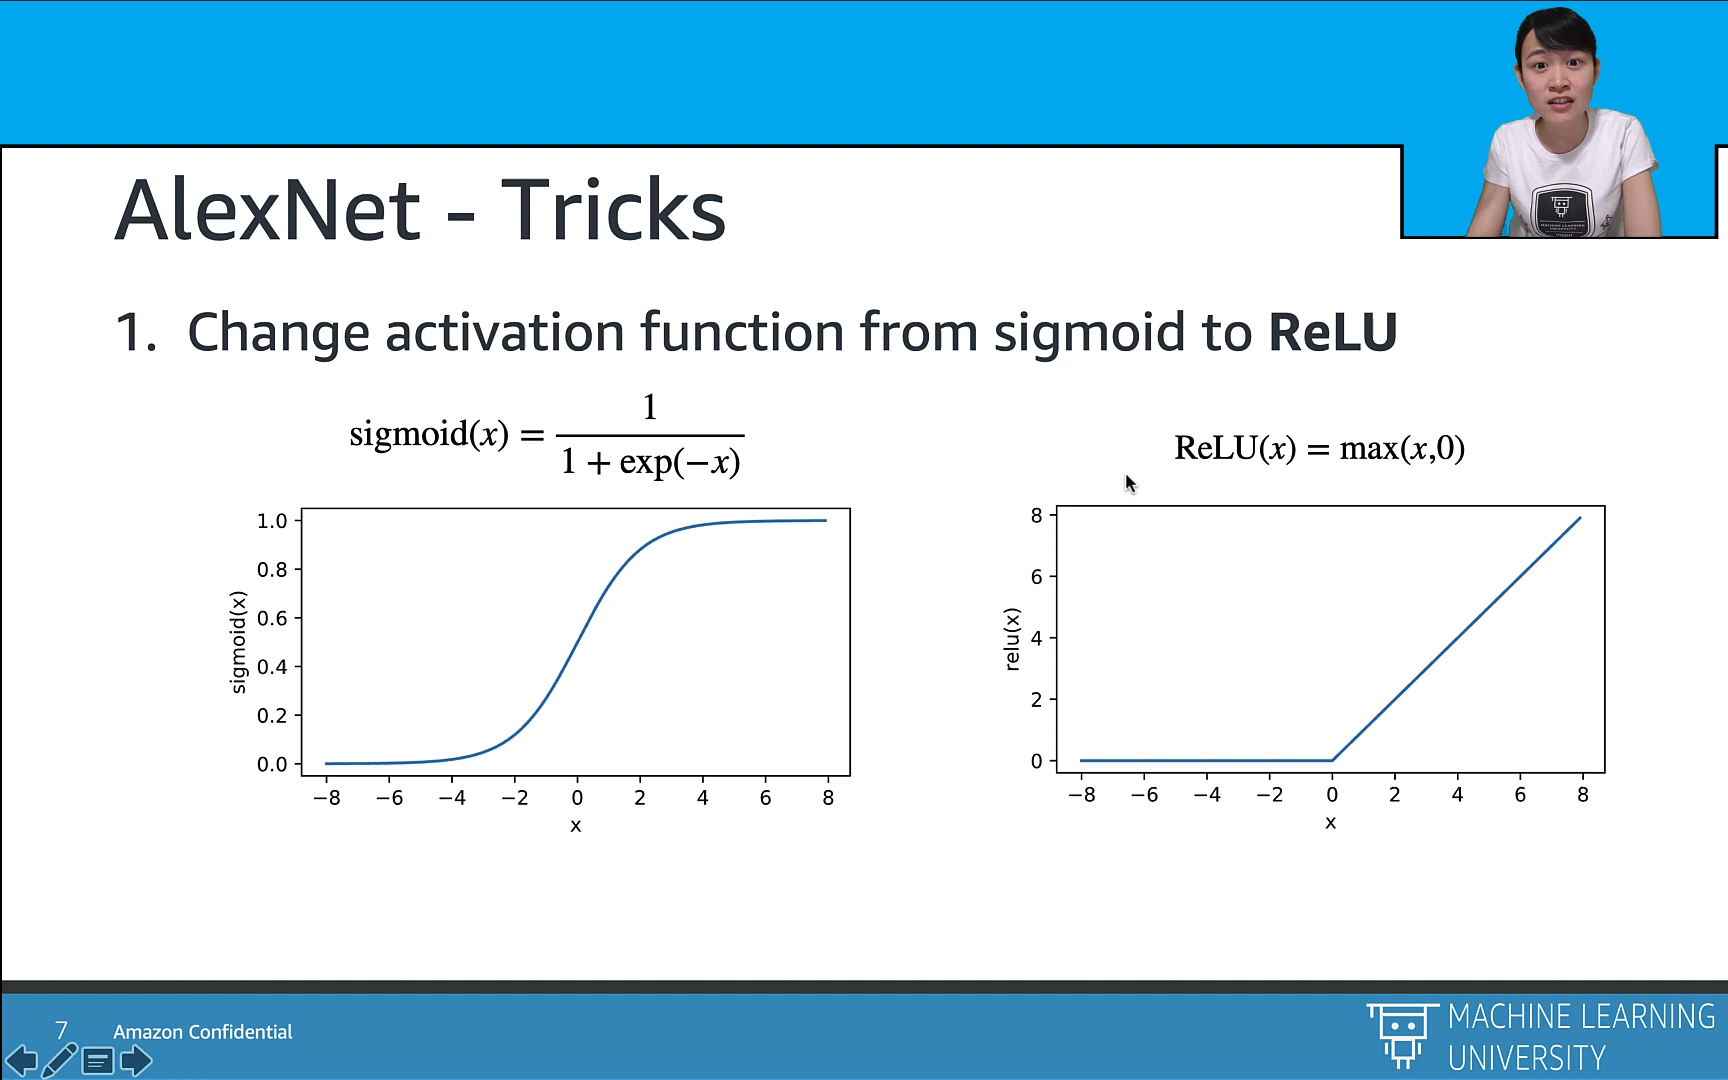 AlexNet - Tricks
1. Change activation function from sigmoid to ReLU
sigmoid(x) = 1 / (1 + exp(−x))
ReLU(x) = max(x,0)
1.0
0.8
0.6
0.4
0.2
0.0
sigmoid(x)
−8 −6 −4 −2 0 2 4 6 8
x
8
6
4
2
0
relu(x)
−8 −6 −4 −2 0 2 4 6 8
x
7 Amazon Confidential
MACHINE LEARNING
UNIVERSITY